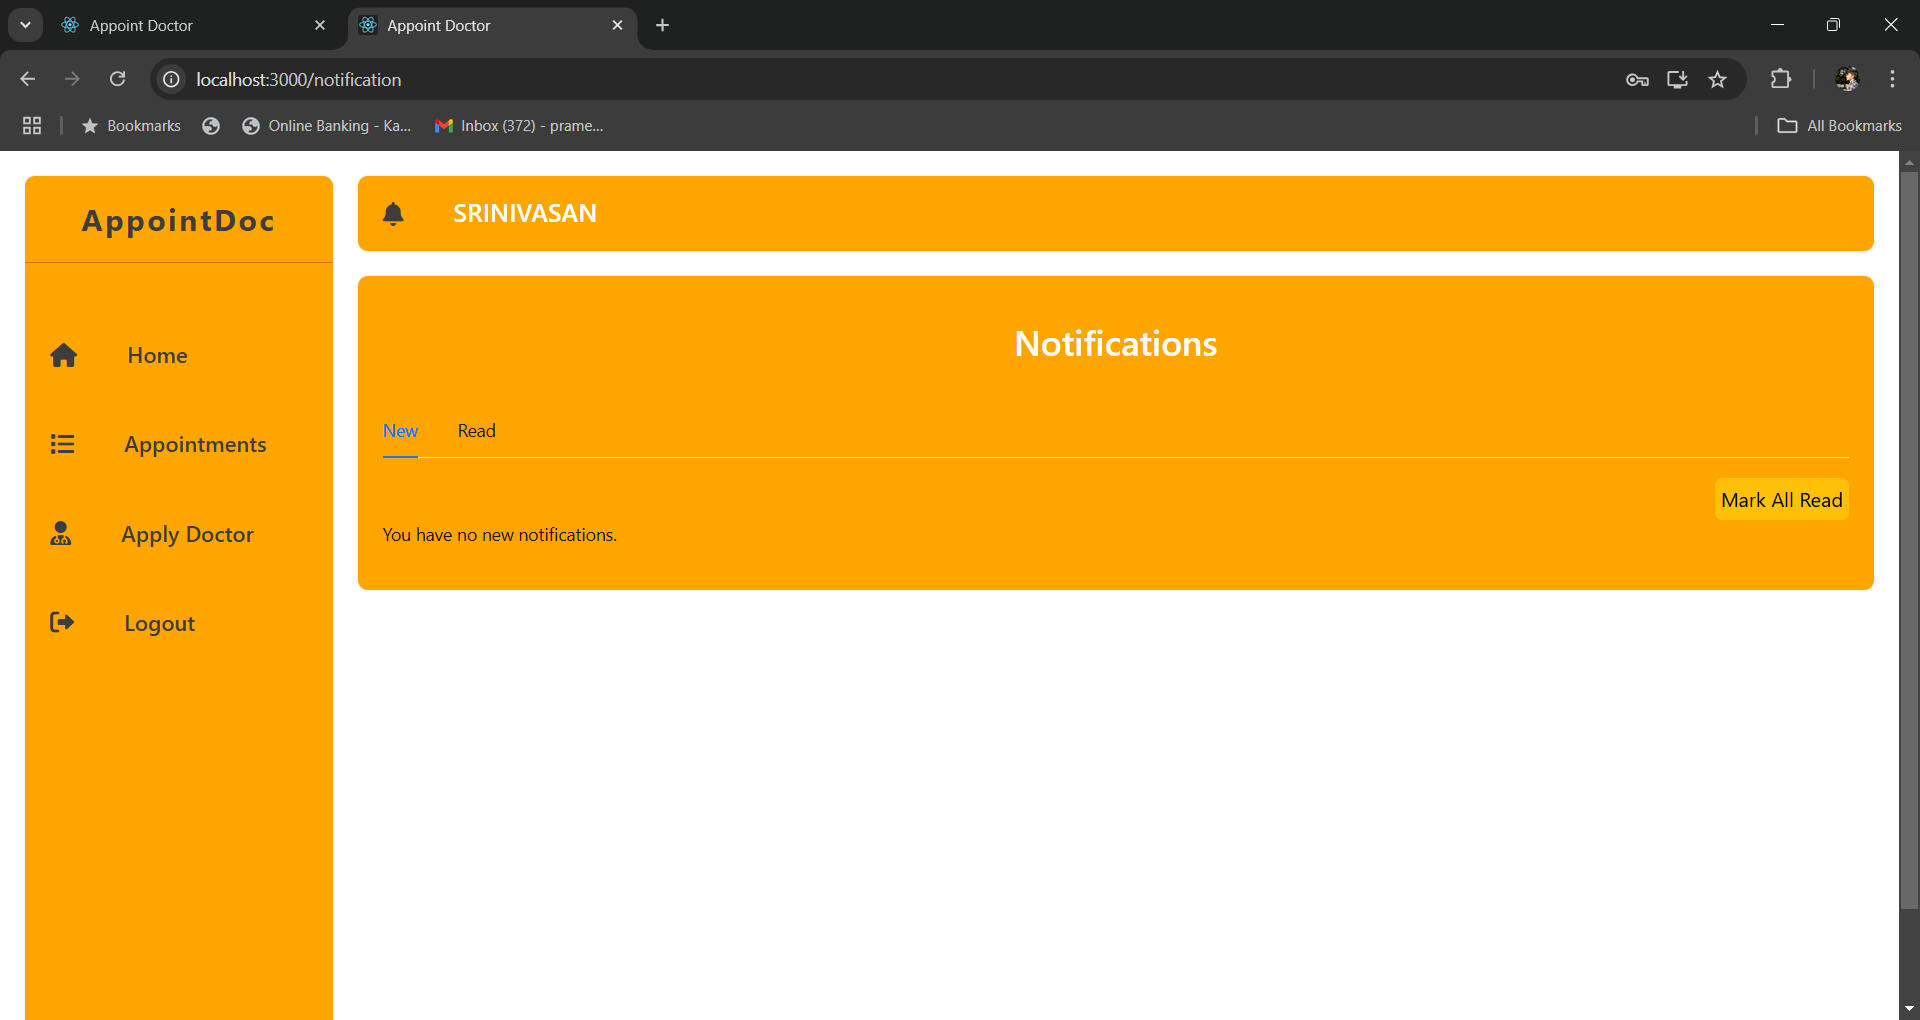 Appoint Doctor
Appoint Doctor
localhost:3000/notification
Bookmarks
Online Banking - Ka...
Inbox (372) - prame...
All Bookmarks
AppointDoc
SRINIVASAN
Home
Appointments
Apply Doctor
Logout
Notifications
New
Read
Mark All Read
You have no new notifications.